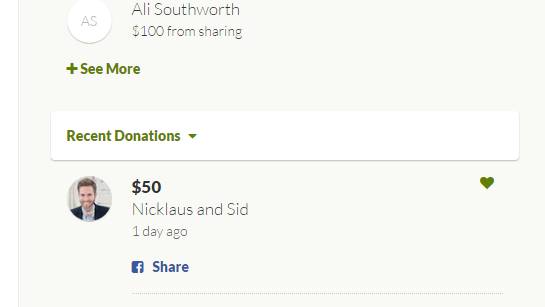 AS
Ali Southworth
$100 from sharing
See More
Recent Donations
$50
Nicklaus and Sid
1 day ago
Share